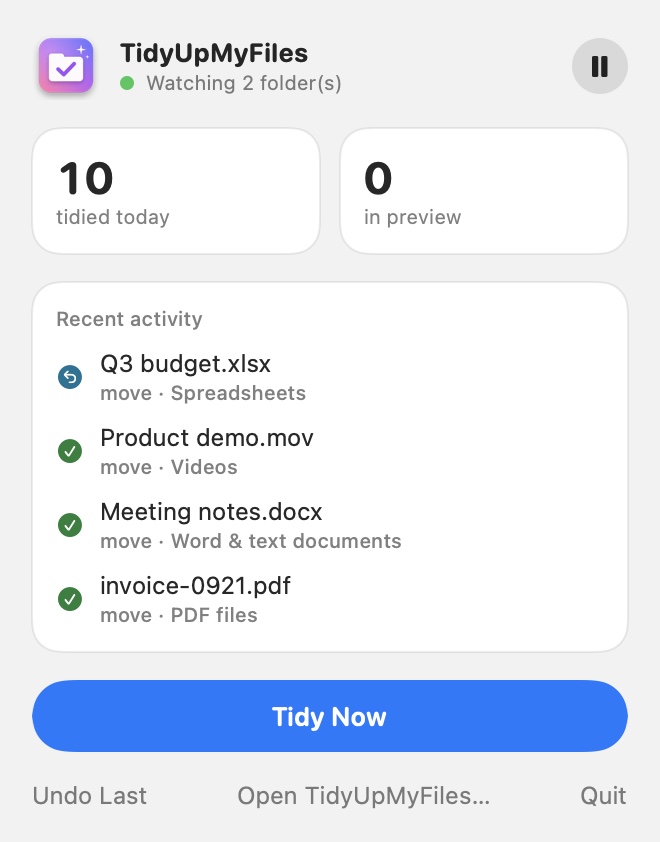 TidyUpMyFiles
Watching 2 folder(s)
10
tidied today
0
in preview
Recent activity
Q3 budget.xlsx
move · Spreadsheets
Product demo.mov
move · Videos
Meeting notes.docx
move · Word & text documents
invoice-0921.pdf
move · PDF files
Tidy Now
Undo Last
Open TidyUpMyFiles...
Quit